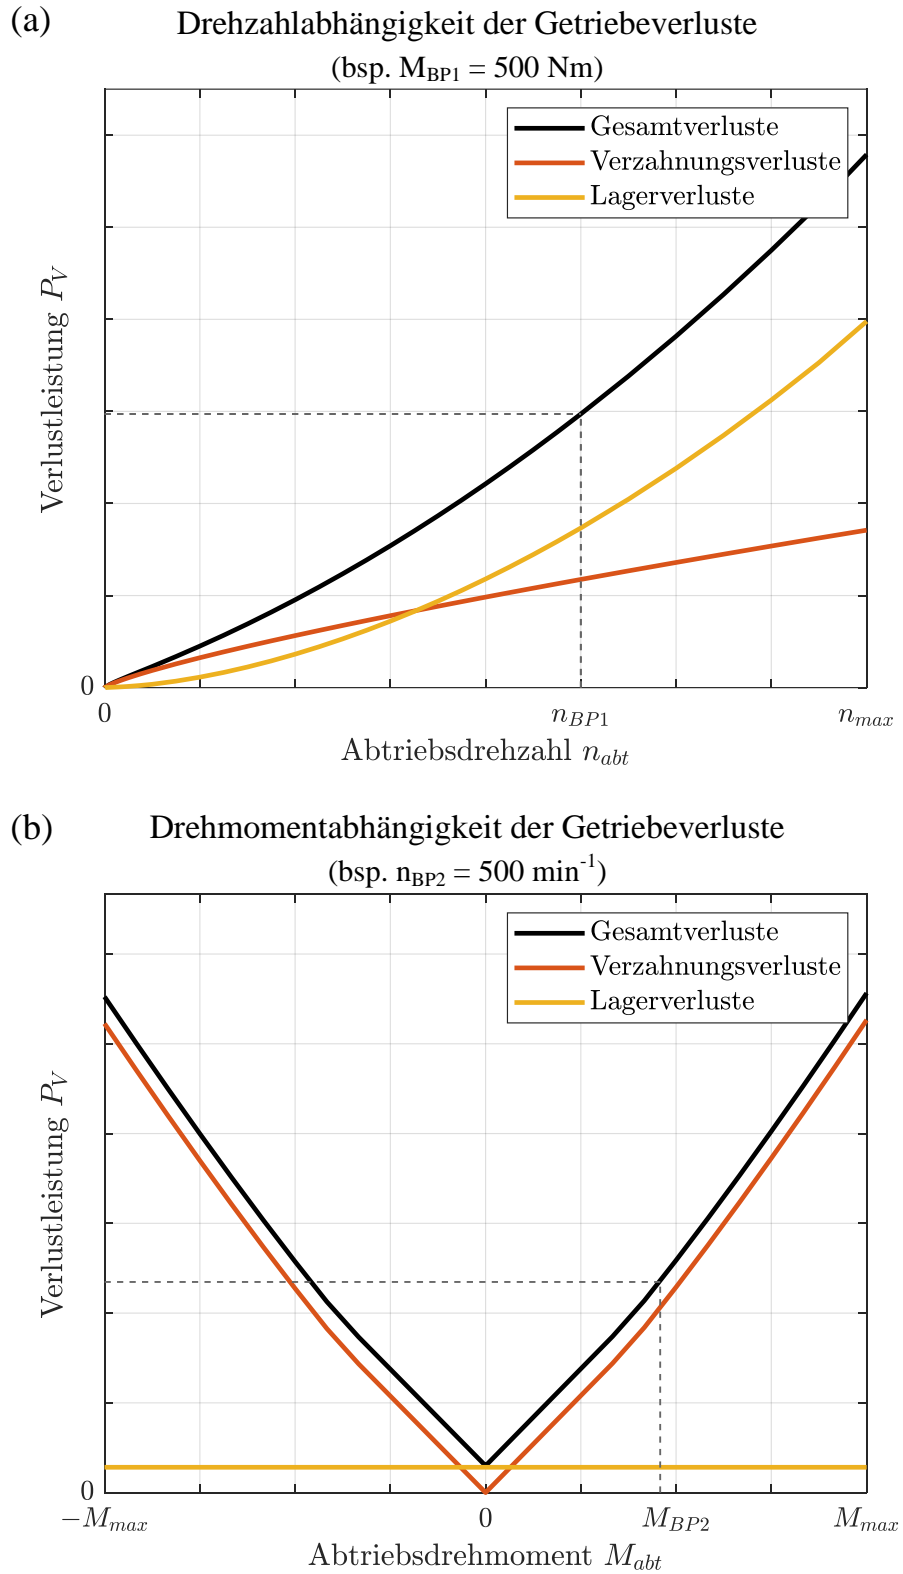 (a)
Drehzahlabhängigkeit der Getriebeverluste
(bsp. M_BP1 = 500 Nm)
Gesamtverluste
Verzahnungsverluste
Lagerverluste
Verlustleistung P_V
0
0
n_BP1
n_max
Abtriebsdrehzahl n_abt
(b)
Drehmomentabhängigkeit der Getriebeverluste
(bsp. n_BP2 = 500 min^-1)
Gesamtverluste
Verzahnungsverluste
Lagerverluste
Verlustleistung P_V
0
−M_max
0
M_BP2
M_max
Abtriebsdrehmoment M_abt